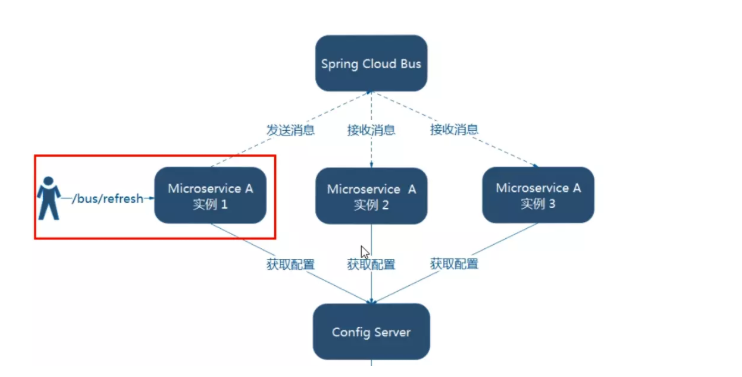 Spring Cloud Bus
发送消息
接收消息
接收消息
/bus/refresh
Microservice A
实例 1
Microservice A
实例 2
Microservice A
实例 3
获取配置
获取配置
获取配置
Config Server